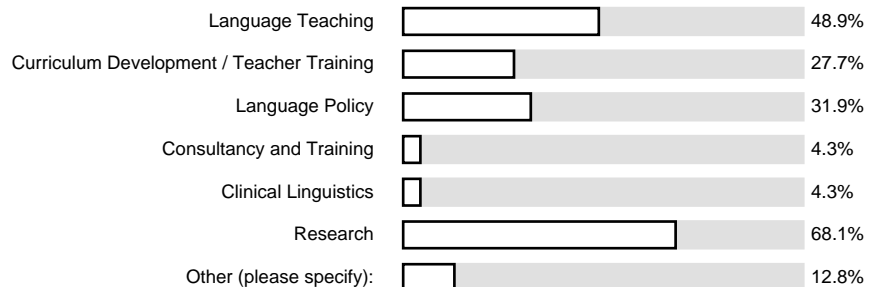 Language Teaching 48.9%
Curriculum Development / Teacher Training 27.7%
Language Policy 31.9%
Consultancy and Training 4.3%
Clinical Linguistics 4.3%
Research 68.1%
Other (please specify): 12.8%